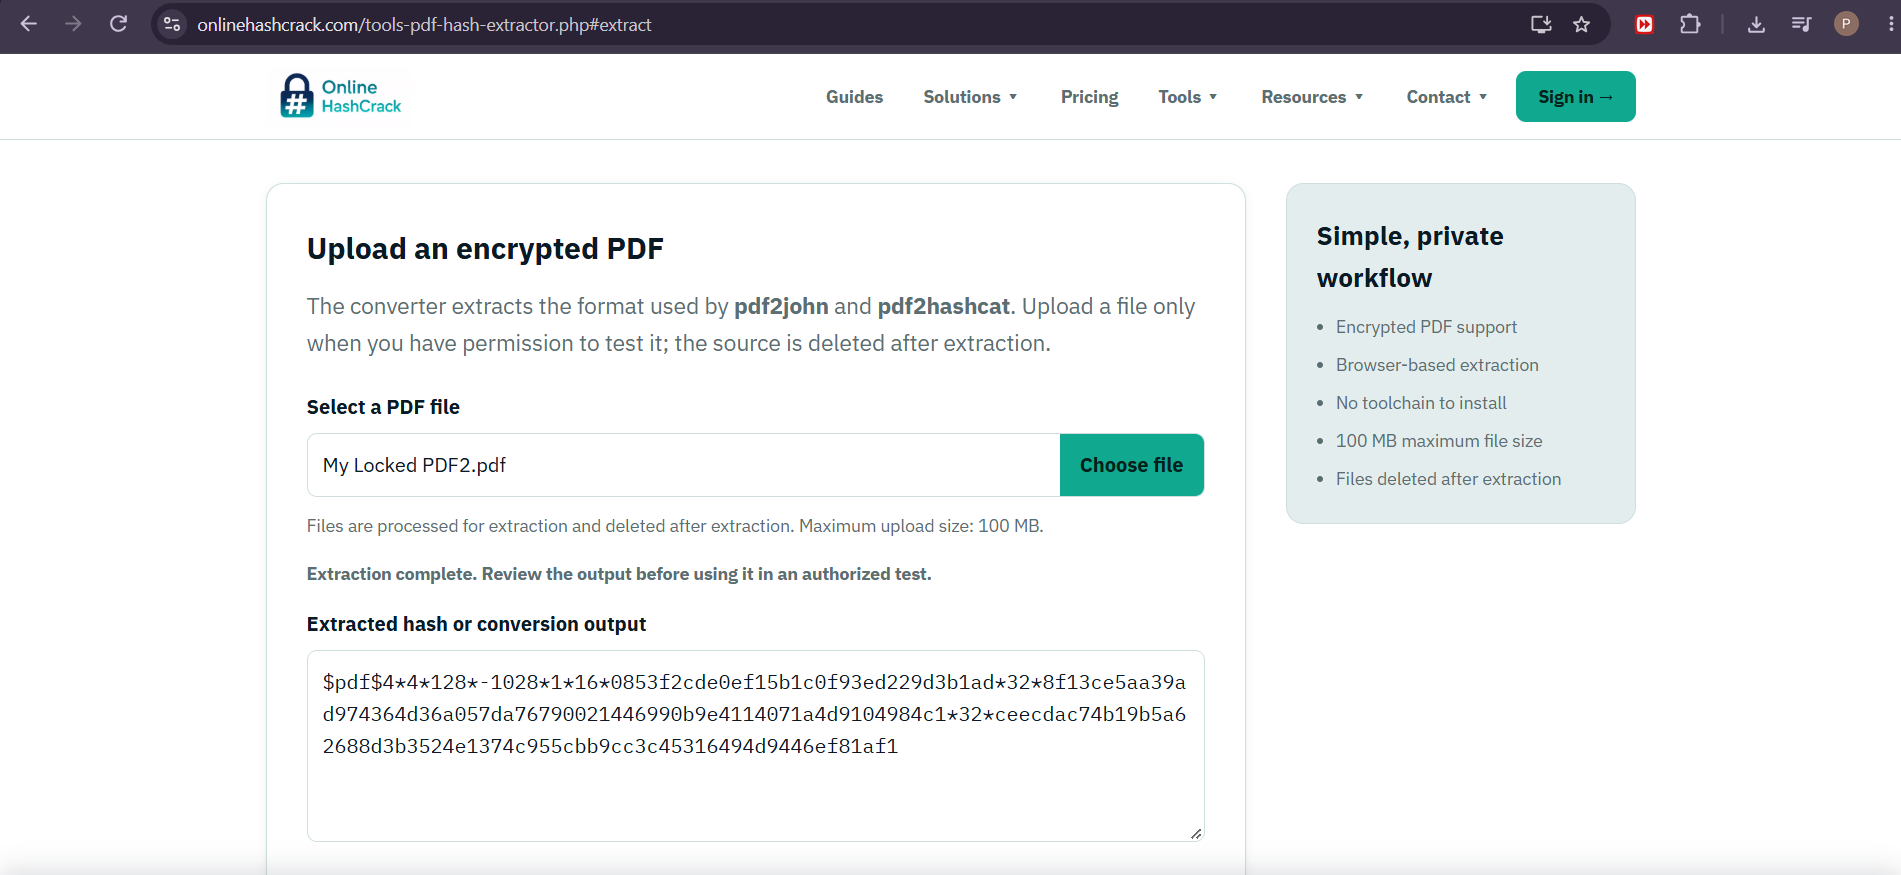 onlinehashcrack.com/tools-pdf-hash-extractor.php#extract
P
#
Online
HashCrack
Guides
Solutions
Pricing
Tools
Resources
Contact
Sign in →
Upload an encrypted PDF
The converter extracts the format used by pdf2john and pdf2hashcat. Upload a file only
when you have permission to test it; the source is deleted after extraction.
Select a PDF file
My Locked PDF2.pdf
Choose file
Files are processed for extraction and deleted after extraction. Maximum upload size: 100 MB.
Extraction complete. Review the output before using it in an authorized test.
Extracted hash or conversion output
$pdf$4*4*128*-1028*1*16*0853f2cde0ef15b1c0f93ed229d3b1ad*32*8f13ce5aa39a
d974364d36a057da76790021446990b9e4114071a4d9104984c1*32*ceecdac74b19b5a6
2688d3b3524e1374c955cbb9cc3c45316494d9446ef81af1
Simple, private
workflow
• Encrypted PDF support
• Browser-based extraction
• No toolchain to install
• 100 MB maximum file size
• Files deleted after extraction